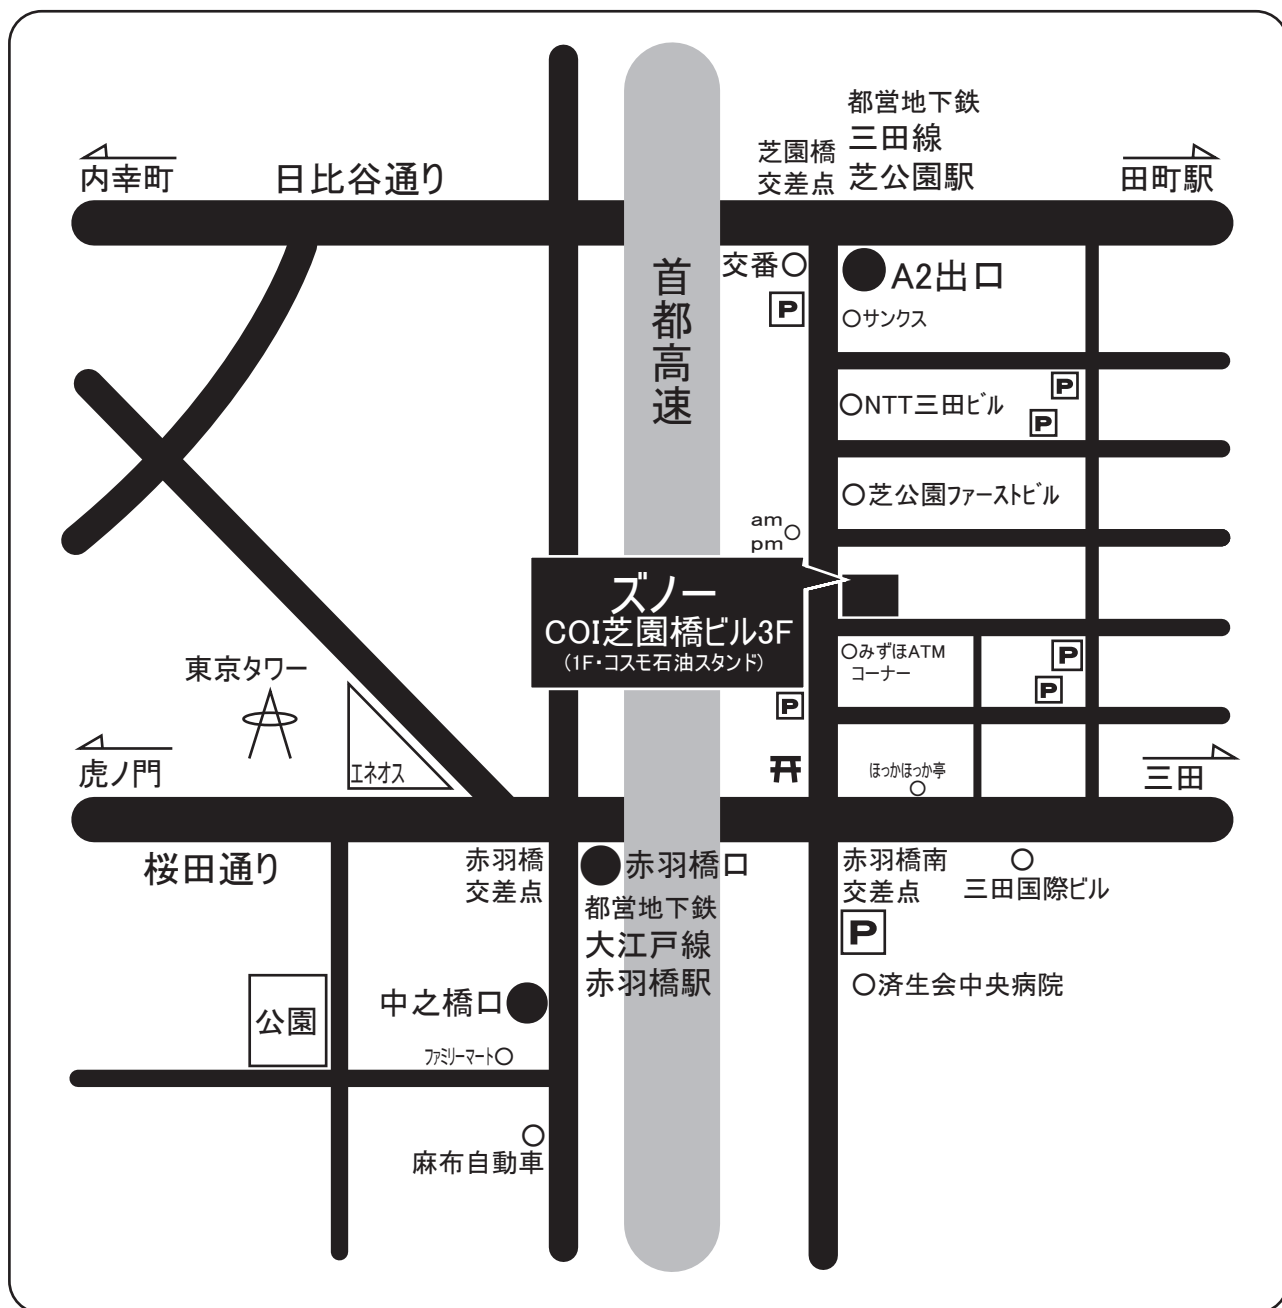 都営地下鉄
三田線
芝公園駅
芝園橋
交差点
内幸町
日比谷通り
田町駅
首都高速
交番
A2出口
P
サンクス
P
NTT三田ビル
P
芝公園ファーストビル
am
pm
ズノー
COI芝園橋ビル3F
(1F・コスモ石油スタンド)
みずほATM
コーナー
P
P
P
東京タワー
エネオス
虎ノ門
ほっかほっか亭
三田
桜田通り
赤羽橋
交差点
赤羽橋口
都営地下鉄
大江戸線
赤羽橋駅
赤羽橋南
交差点
P
三田国際ビル
済生会中央病院
中之橋口
公園
ファミリーマート
麻布自動車